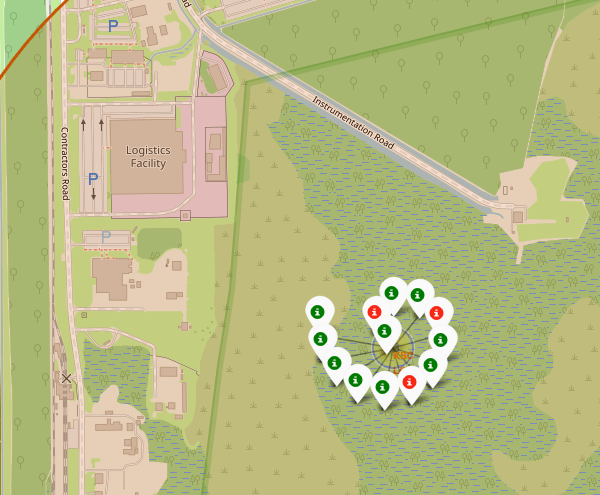 P
Contractors Road
Instrumentation Road
Logistics
Facility
P
P